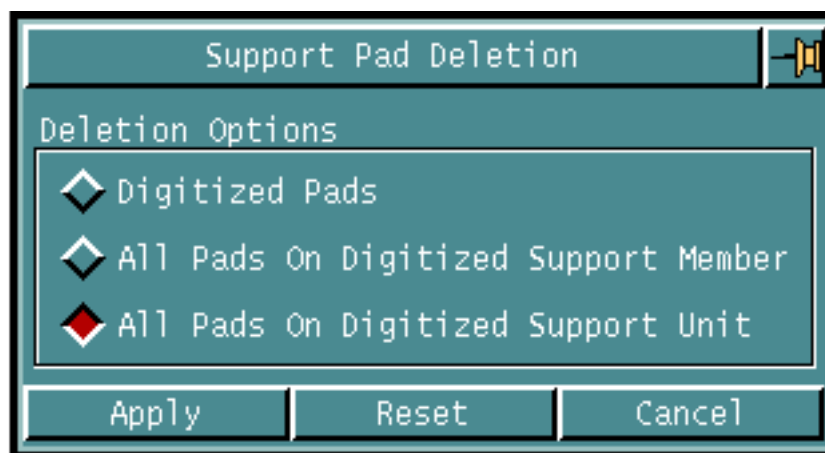 Support Pad Deletion
Deletion Options
Digitized Pads
All Pads On Digitized Support Member
All Pads On Digitized Support Unit
Apply Reset Cancel